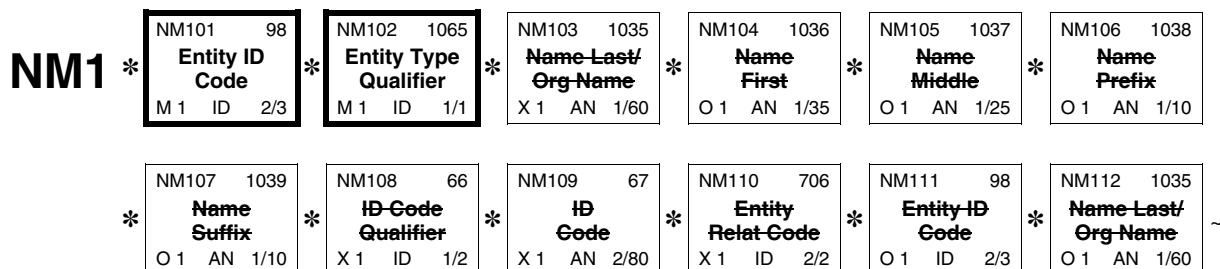 NM1 * NM101 98 * NM102 1065 * NM103 1035 * NM104 1036 * NM105 1037 * NM106 1038
Entity ID Entity Type Name Last/ Name Name Name
Code Qualifier Org Name First Middle Prefix
M 1 ID 2/3 M 1 ID 1/1 X 1 AN 1/60 O 1 AN 1/35 O 1 AN 1/25 O 1 AN 1/10
* NM107 1039 * NM108 66 * NM109 67 * NM110 706 * NM111 98 * NM112 1035 ~
Name ID Code ID Entity Entity ID Name Last/
Suffix Qualifier Code Relat Code Code Org Name
O 1 AN 1/10 X 1 ID 1/2 X 1 AN 2/80 X 1 ID 2/2 O 1 ID 2/3 O 1 AN 1/60